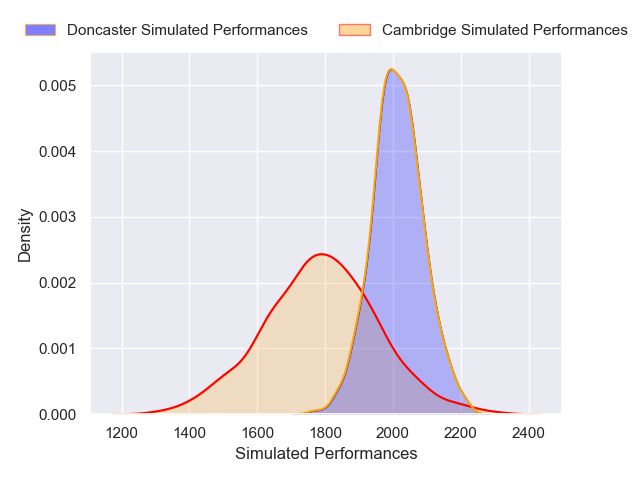 Doncaster Simulated Performances
Cambridge Simulated Performances
0.005
0.004
0.003
0.002
0.001
0.000
Density
1200 1400 1600 1800 2000 2200 2400
Simulated Performances